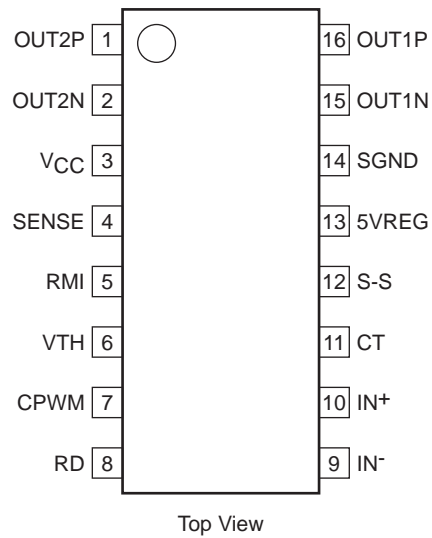 OUT2P 1 16 OUT1P
OUT2N 2 15 OUT1N
VCC 3 14 SGND
SENSE 4 13 5VREG
RMI 5 12 S-S
VTH 6 11 CT
CPWM 7 10 IN+
RD 8 9 IN-
Top View